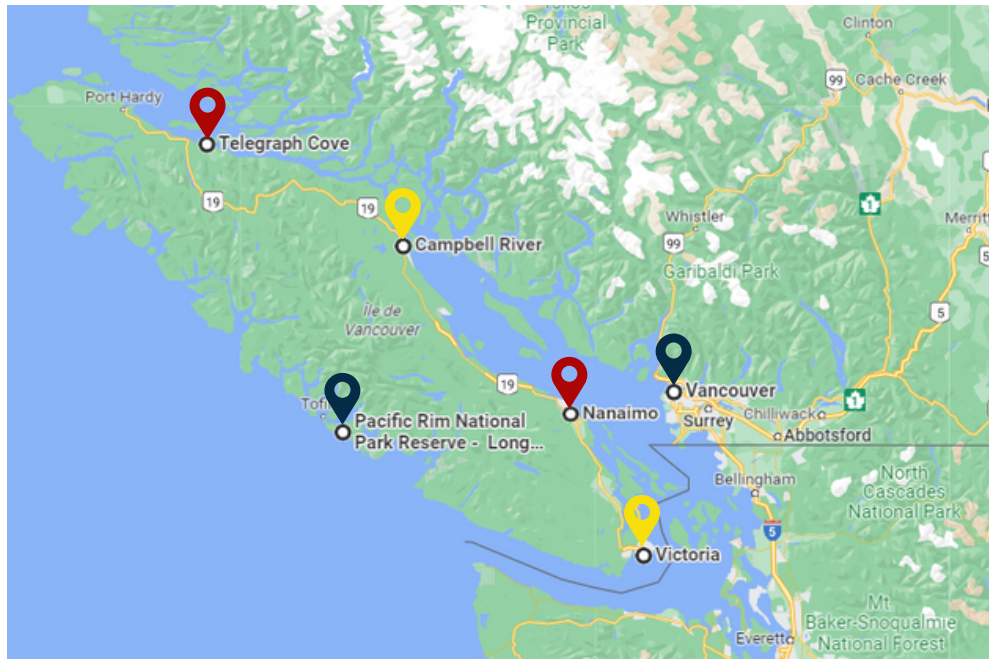 Provincial
Park
Clinton
99
Cache Creek
Port Hardy
Telegraph Cove
19
19
1
Whistler
Campbell River
99
Garibaldi Park
Île de
Vancouver
5
19
Vancouver
1
Nanaimo
Surrey
Chilliwack
Pacific Rim National
Park Reserve - Long...
Abbotsford
Bellingham
North
Cascades
National Park
5
Victoria
Mt.
Baker-Snoqualmie
National Forest
Everett